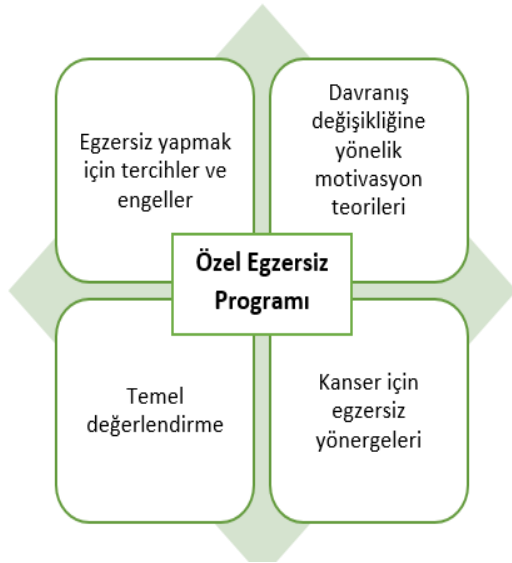 Egzersiz yapmak
için tercihler ve
engeller
Davranış
değişikliğine
yönelik
motivasyon
teorileri
Özel Egzersiz
Programı
Temel
değerlendirme
Kanser için
egzersiz
yönergeleri